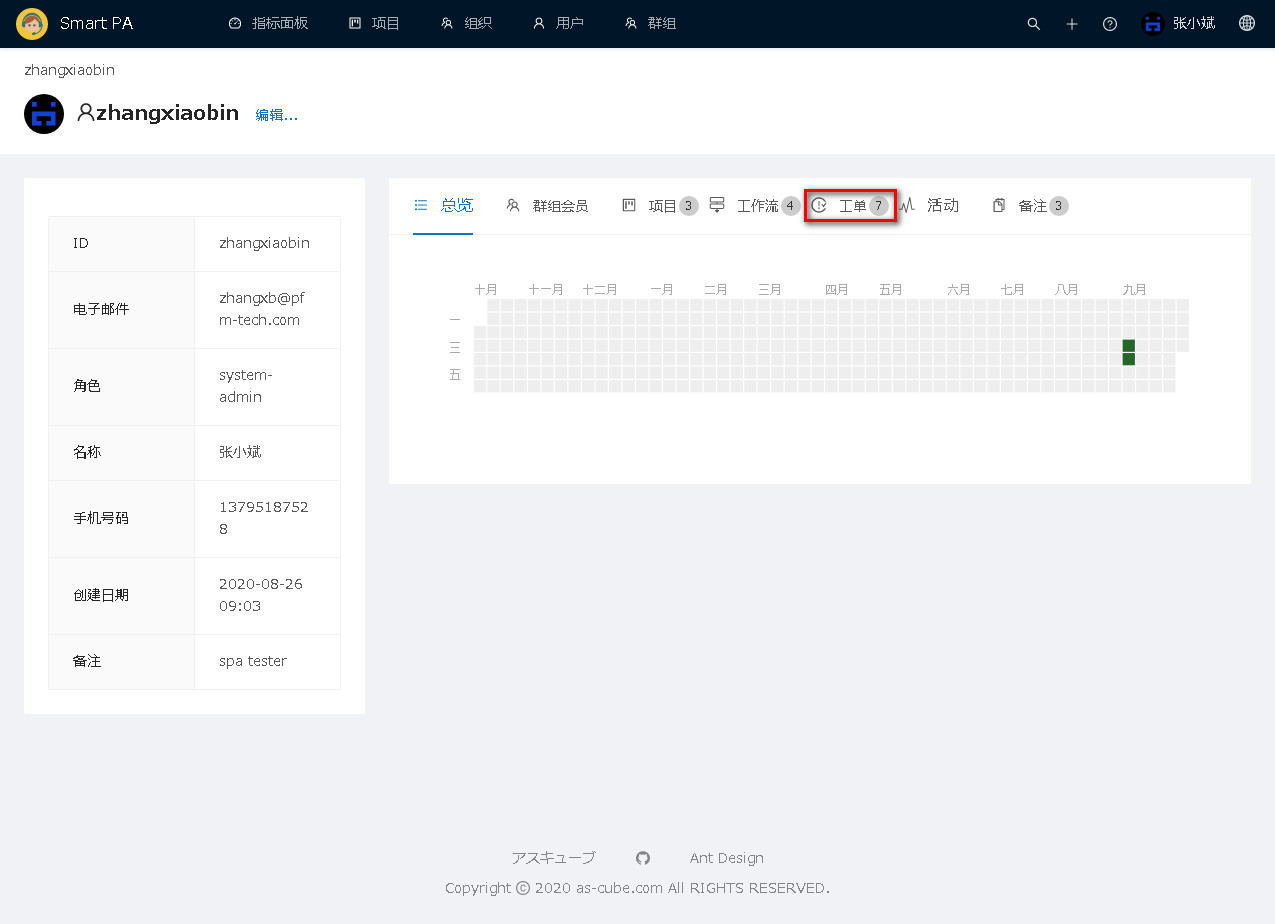 Smart PA 指标面板 项目 组织 用户 群组 张小斌
zhangxiaobin
zhangxiaobin 编辑...
总览 群组会员 项目 3 工作流 4 工单 7 活动 备注 3
ID zhangxiaobin
电子邮件 zhangxb@pf
m-tech.com
角色 system-
admin
名称 张小斌
手机号码 1379518752
8
创建日期 2020-08-26
09:03
备注 spa tester
十月 十一月 十二月 一月 二月 三月 四月 五月 六月 七月 八月 九月
一
三
五
アスキューブ Ant Design
Copyright © 2020 as-cube.com All RIGHTS RESERVED.